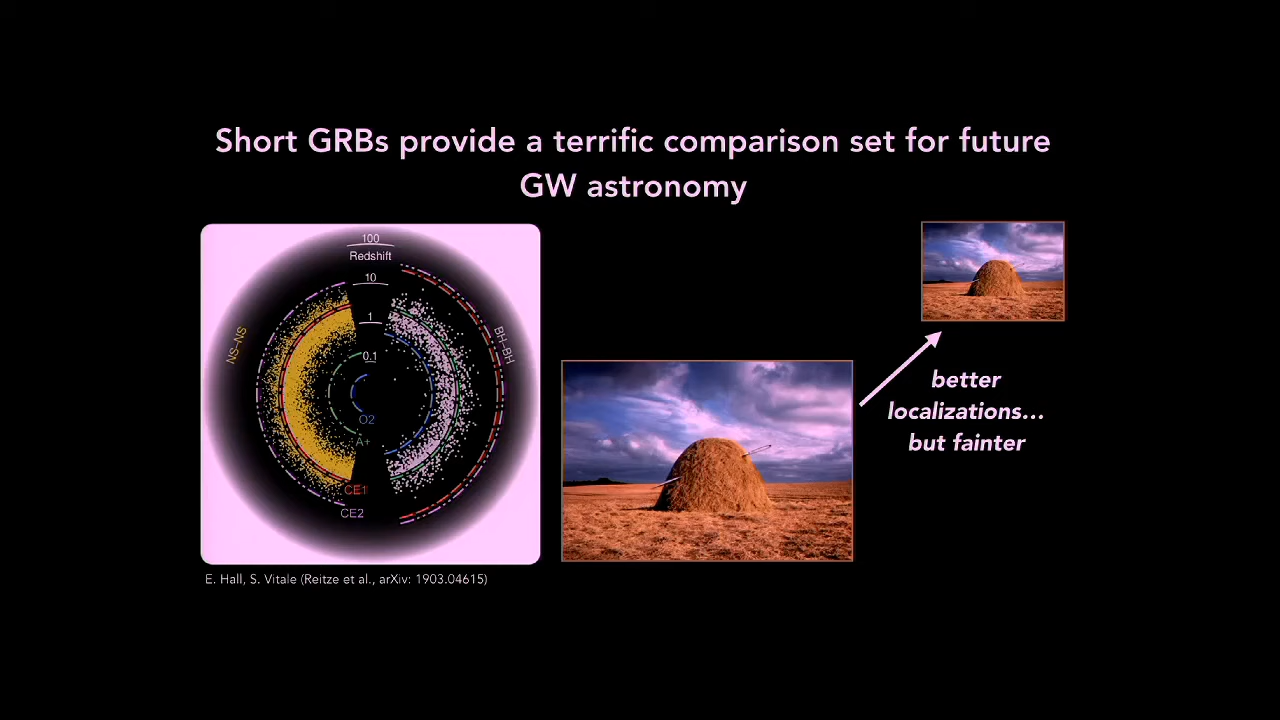 Short GRBs provide a terrific comparison set for future
GW astronomy
100
Redshift
10
1
0.1
NS–NS
BH–BH
O2
A+
CE1
CE2
better
localizations...
but fainter
E. Hall, S. Vitale (Reitze et al., arXiv: 1903.04615)